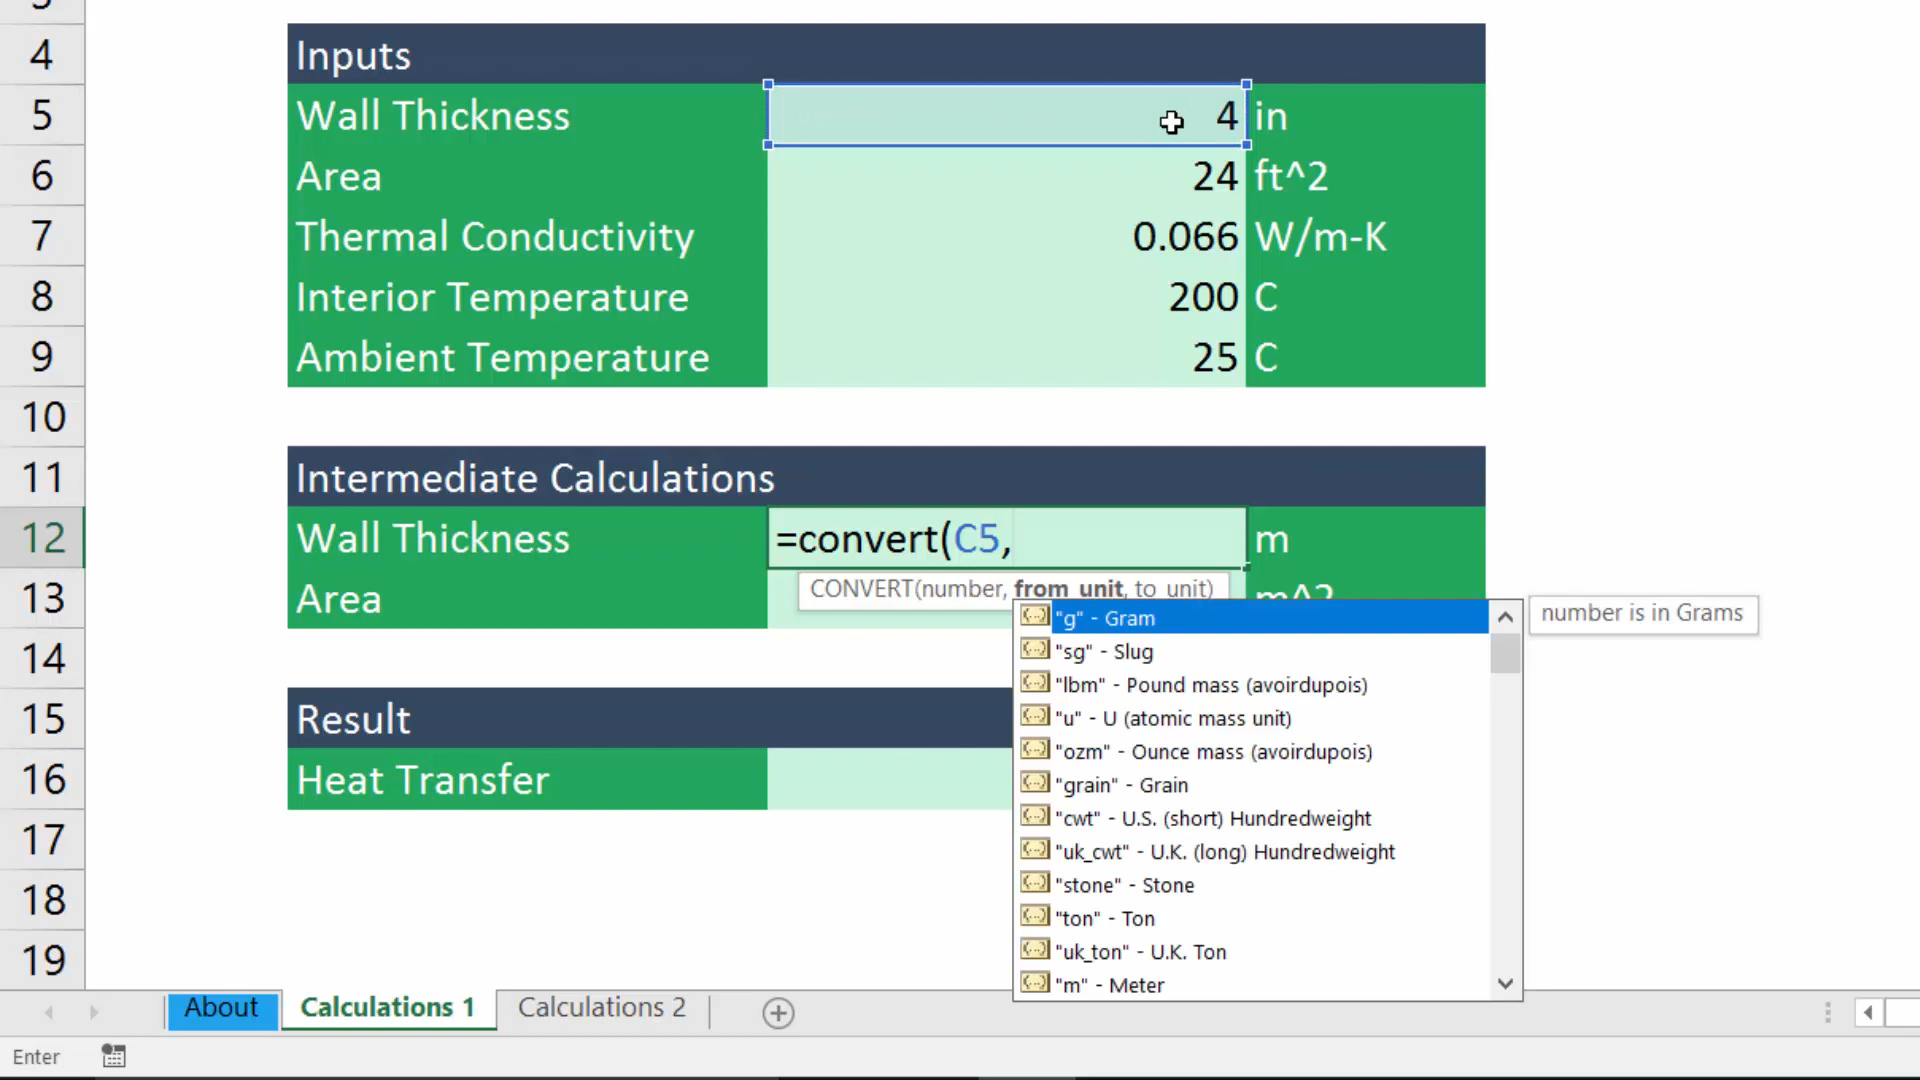 4 Inputs
5 Wall Thickness 4 in
6 Area 24 ft^2
7 Thermal Conductivity 0.066 W/m-K
8 Interior Temperature 200 C
9 Ambient Temperature 25 C
10
11 Intermediate Calculations
12 Wall Thickness =convert(C5, m
CONVERT(number, from_unit, to_unit)
13 Area
"g" - Gram number is in Grams
14 "sg" - Slug
"lbm" - Pound mass (avoirdupois)
15 Result "u" - U (atomic mass unit)
"ozm" - Ounce mass (avoirdupois)
16 Heat Transfer "grain" - Grain
"cwt" - U.S. (short) Hundredweight
17 "uk_cwt" - U.K. (long) Hundredweight
"stone" - Stone
18 "ton" - Ton
19 "uk_ton" - U.K. Ton
"m" - Meter
About Calculations 1 Calculations 2
Enter